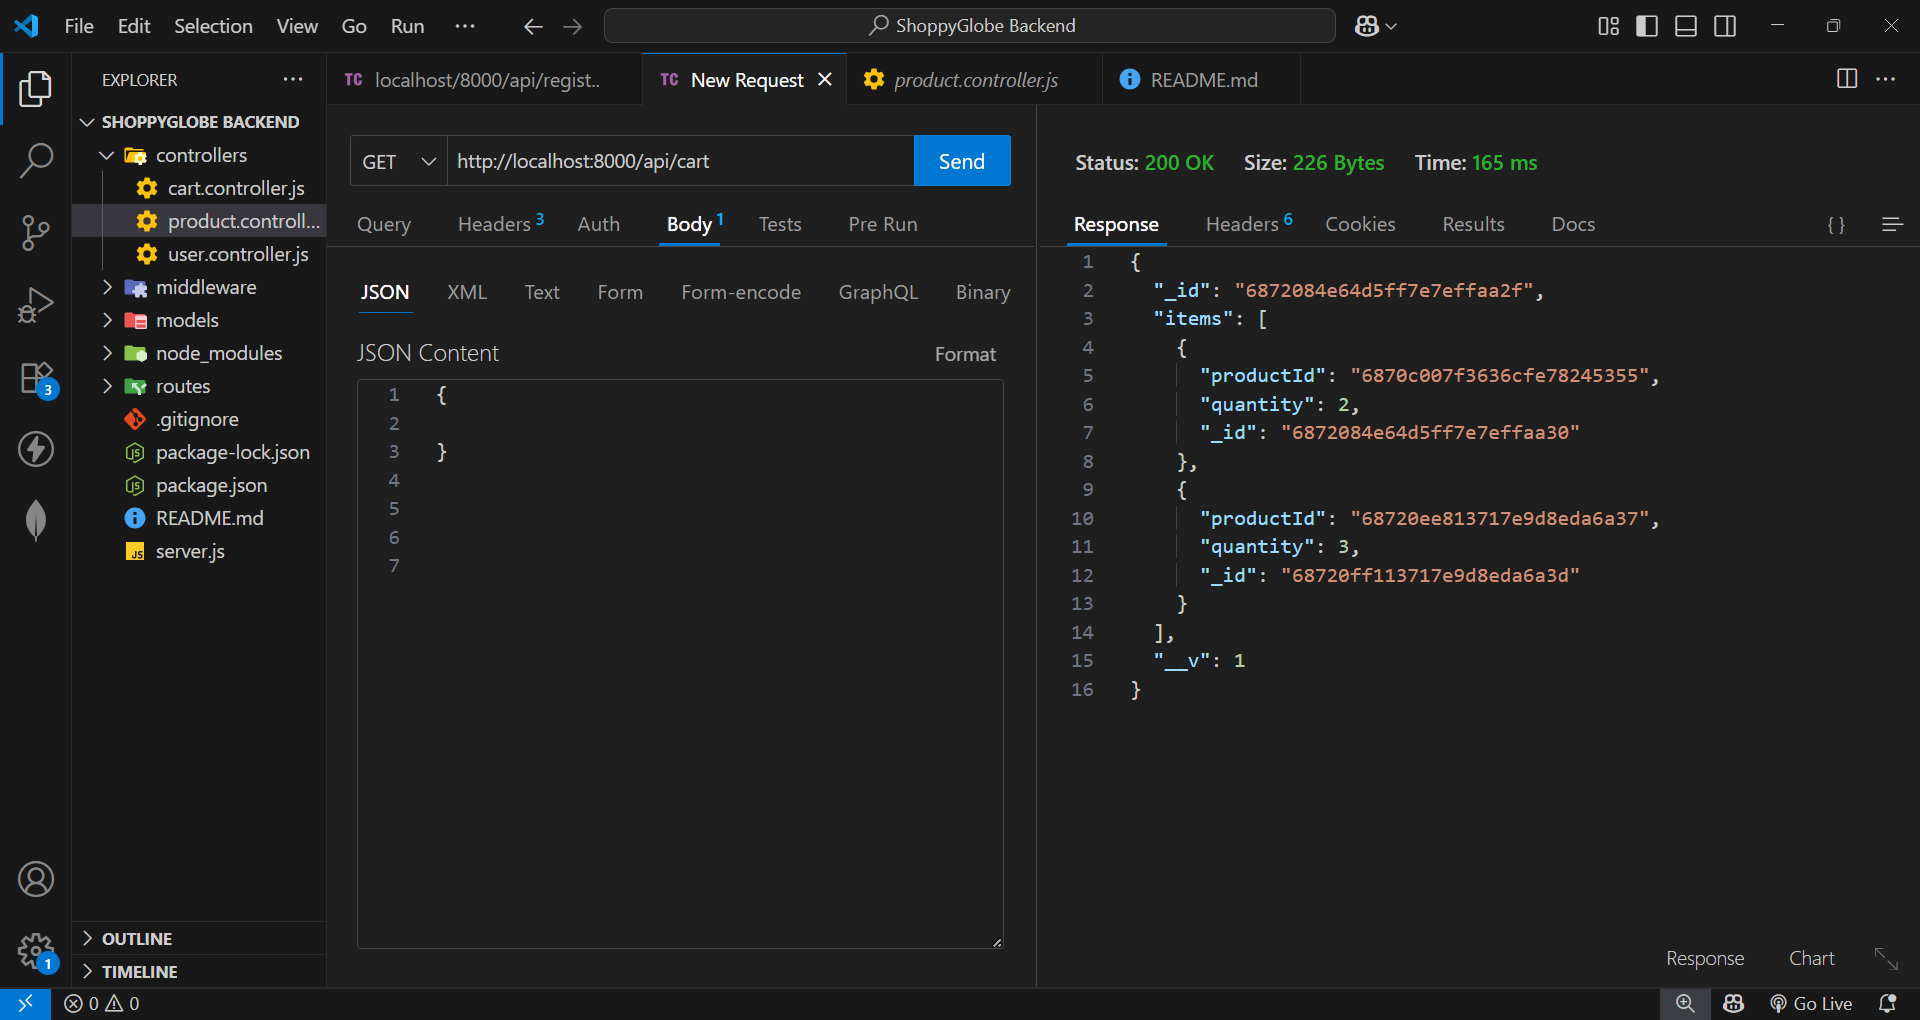 File Edit Selection View Go Run ···
ShoppyGlobe Backend
EXPLORER
SHOPPYGLOBE BACKEND
controllers
cart.controller.js
product.controll...
user.controller.js
middleware
models
node_modules
routes
.gitignore
package-lock.json
package.json
README.md
server.js
OUTLINE
TIMELINE
3
1
TC localhost/8000/api/regist...
TC New Request
product.controller.js
README.md
GET http://localhost:8000/api/cart Send
Query Headers 3 Auth Body 1 Tests Pre Run
JSON XML Text Form Form-encode GraphQL Binary
JSON Content Format
1 {
2
3 }
4
5
6
7
Status: 200 OK Size: 226 Bytes Time: 165 ms
Response Headers 6 Cookies Results Docs { }
1 {
2 "_id": "6872084e64d5ff7e7effaa2f",
3 "items": [
4 {
5 "productId": "6870c007f3636cfe78245355",
6 "quantity": 2,
7 "_id": "6872084e64d5ff7e7effaa30"
8 },
9 {
10 "productId": "68720ee813717e9d8eda6a37",
11 "quantity": 3,
12 "_id": "68720ff113717e9d8eda6a3d"
13 }
14 ],
15 "__v": 1
16 }
Response Chart
0 0
Go Live